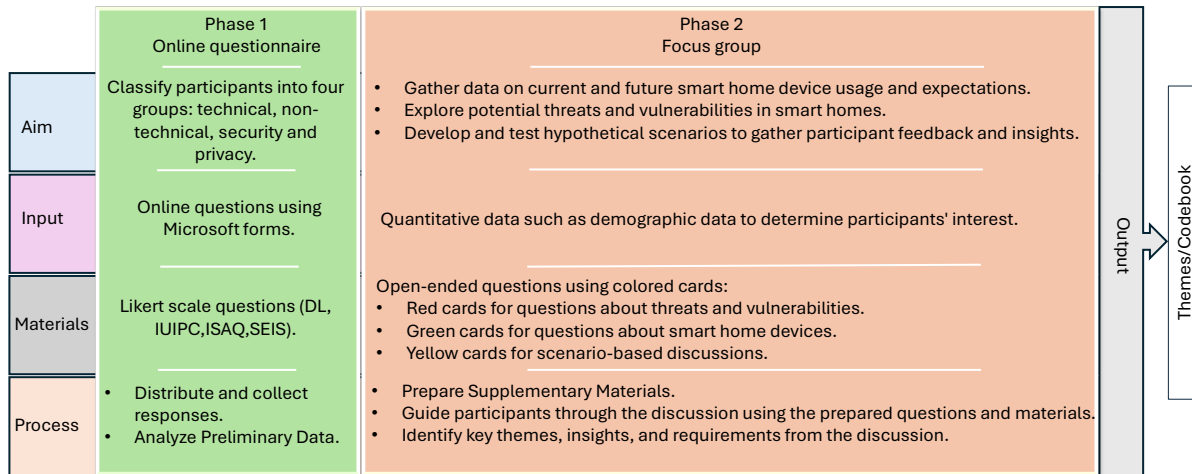 Phase 1
Online questionnaire
Phase 2
Focus group
Aim
Classify participants into four
groups: technical, non-
technical, security and
privacy.
• Gather data on current and future smart home device usage and expectations.
• Explore potential threats and vulnerabilities in smart homes.
• Develop and test hypothetical scenarios to gather participant feedback and insights.
Input
Online questions using
Microsoft forms.
Quantitative data such as demographic data to determine participants' interest.
Materials
Likert scale questions (DL,
IUIPC,ISAQ,SEIS).
Open-ended questions using colored cards:
• Red cards for questions about threats and vulnerabilities.
• Green cards for questions about smart home devices.
• Yellow cards for scenario-based discussions.
Process
• Distribute and collect
responses.
• Analyze Preliminary Data.
• Prepare Supplementary Materials.
• Guide participants through the discussion using the prepared questions and materials.
• Identify key themes, insights, and requirements from the discussion.
Output
Themes/Codebook